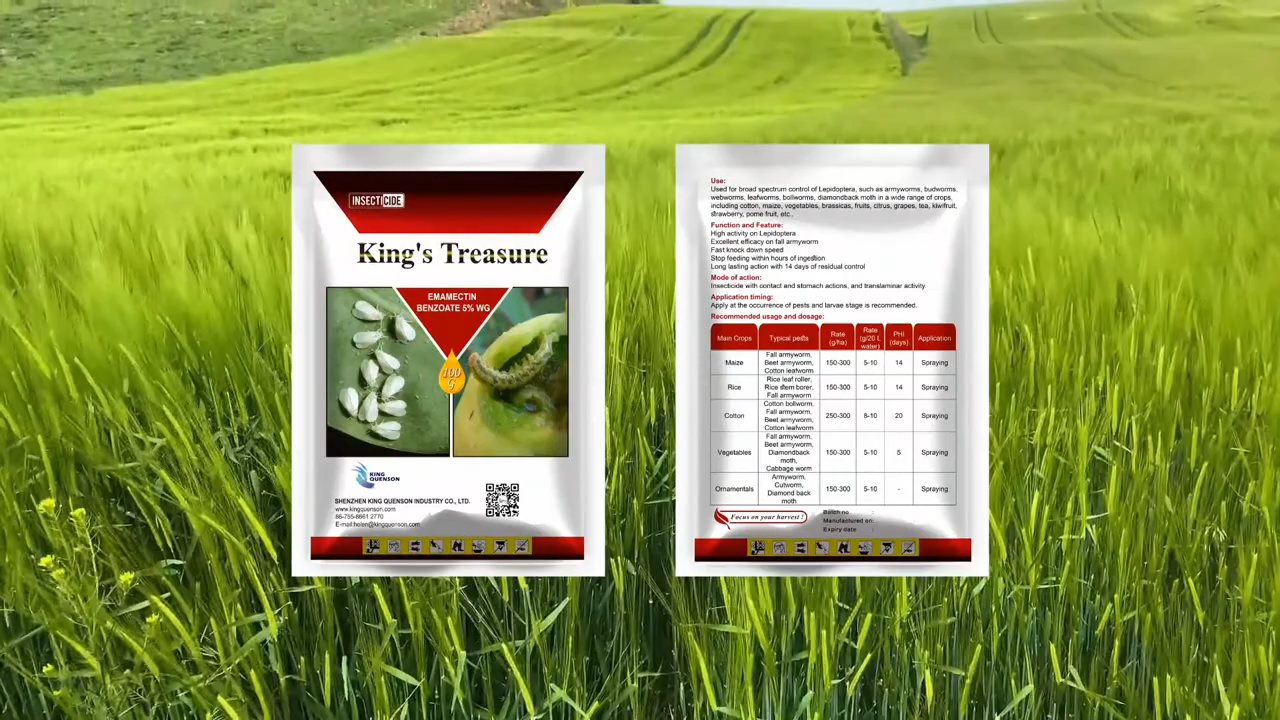 INSECTICIDE
King's Treasure
EMAMECTIN
BENZOATE 5% WG
100
G
KING
QUENSON
SHENZHEN KING QUENSON INDUSTRY CO., LTD.
www.kingquenson.com
86-755-8661 2770
E-mail:helen@kingquenson.com
Use:
Used for broad spectrum control of Lepidoptera, such as armyworms, budworms,
webworms, leafworms, bollworms, diamondback moth in a wide range of crops,
including cotton, maize, vegetables, brassicas, fruits, citrus, grapes, tea, kiwifruit,
strawberry, pome fruit, etc..
Function and Feature:
High activity on Lepidoptera
Excellent efficacy on fall armyworm
Fast knock down speed
Stop feeding within hours of ingestion
Long lasting action with 14 days of residual control
Mode of action:
Insecticide with contact and stomach actions, and translaminar activity.
Application timing:
Apply at the occurrence of pests and larvae stage is recommended.
Recommended usage and dosage:
Main Crops Typical pests Rate (g/ha) Rate (g/20 L water) PHI (days) Application
Maize Fall armyworm, Beet armyworm, Cotton leafworm 150-300 5-10 14 Spraying
Rice Rice leaf roller, Rice stem borer, Fall armyworm 150-300 5-10 14 Spraying
Cotton Cotton bollworm, Fall armyworm, Beet armyworm, Cotton leafworm 250-300 8-10 20 Spraying
Vegetables Fall armyworm, Beet armyworm, Diamondback moth, Cabbage worm 150-300 5-10 5 Spraying
Ornamentals Armyworm, Cutworm, Diamond back moth 150-300 5-10 - Spraying
Focus on your harvest !
Batch no :
Manufactured on:
Expiry date :